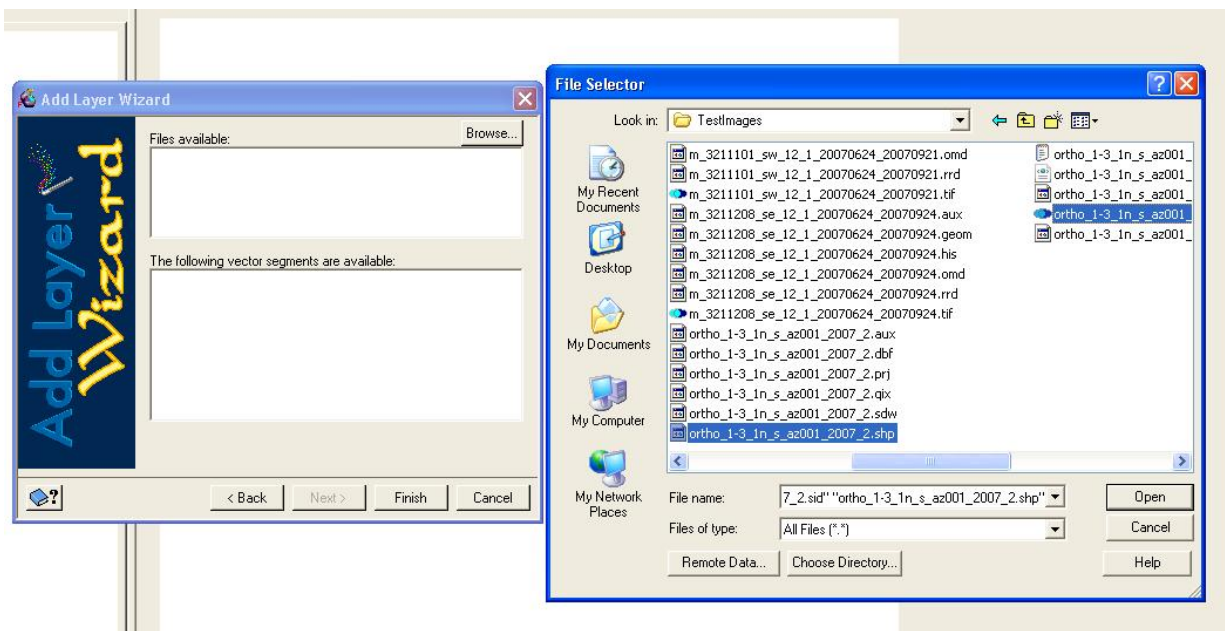 Add Layer Wizard
Add Layer
Wizard
Files available:
Browse...
The following vector segments are available:
< Back
Next >
Finish
Cancel
File Selector
Look in:
TestImages
My Recent
Documents
Desktop
My Documents
My Computer
My Network
Places
m_3211101_sw_12_1_20070624_20070921.omd
m_3211101_sw_12_1_20070624_20070921.rrd
m_3211101_sw_12_1_20070624_20070921.tif
m_3211208_se_12_1_20070624_20070924.aux
m_3211208_se_12_1_20070624_20070924.geom
m_3211208_se_12_1_20070624_20070924.his
m_3211208_se_12_1_20070624_20070924.omd
m_3211208_se_12_1_20070624_20070924.rrd
m_3211208_se_12_1_20070624_20070924.tif
ortho_1-3_1n_s_az001_2007_2.aux
ortho_1-3_1n_s_az001_2007_2.dbf
ortho_1-3_1n_s_az001_2007_2.prj
ortho_1-3_1n_s_az001_2007_2.qix
ortho_1-3_1n_s_az001_2007_2.sdw
ortho_1-3_1n_s_az001_2007_2.shp
ortho_1-3_1n_s_az001_
ortho_1-3_1n_s_az001_
ortho_1-3_1n_s_az001_
ortho_1-3_1n_s_az001_
ortho_1-3_1n_s_az001_
File name:
7_2.sid" "ortho_1-3_1n_s_az001_2007_2.shp"
Open
Files of type:
All Files (*.*)
Cancel
Remote Data...
Choose Directory...
Help